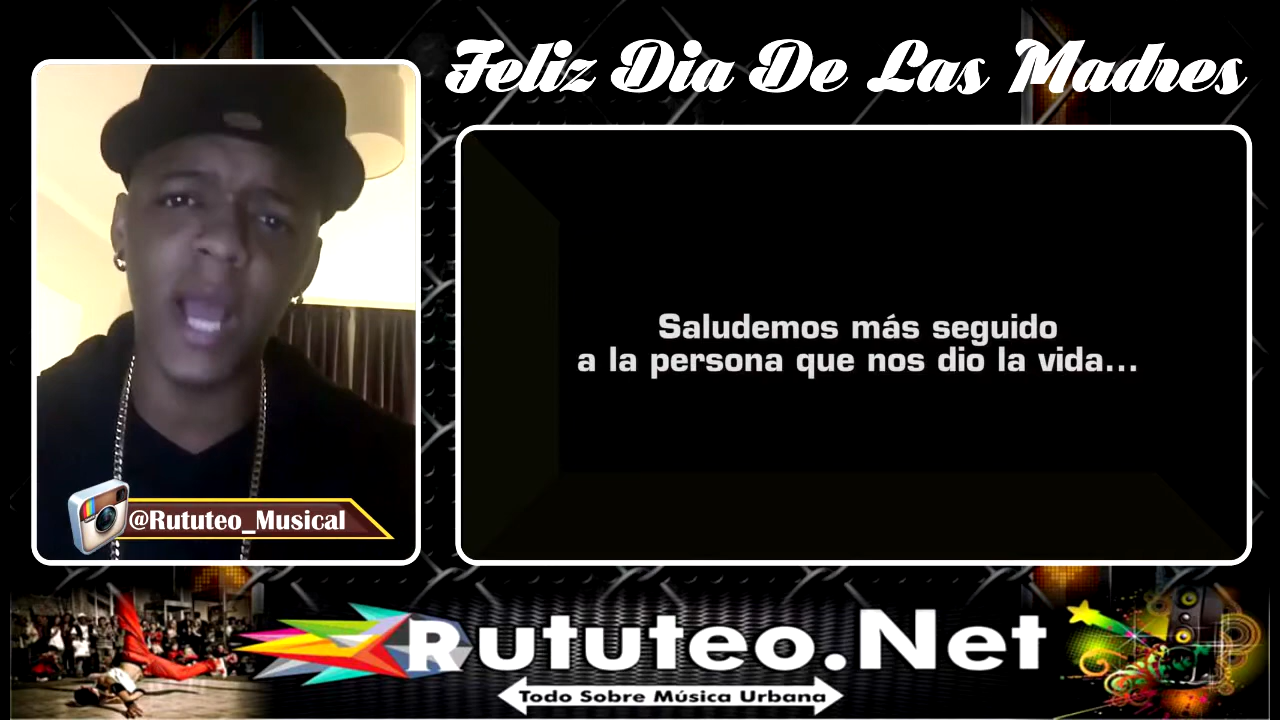 Feliz Dia De Las Madres
Saludemos más seguido
a la persona que nos dio la vida...
@Rututeo_Musical
Rututeo.Net
Todo Sobre Música Urbana